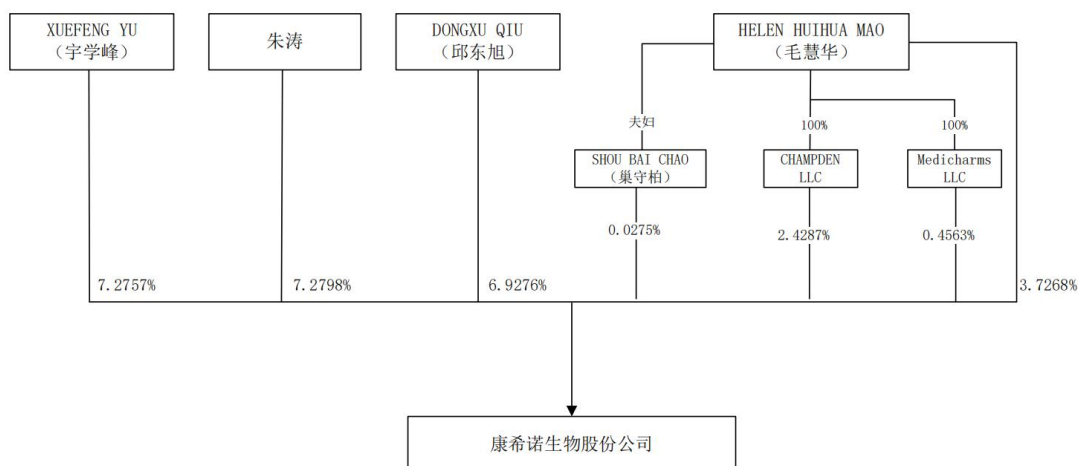 XUEFENG YU
（宇学峰）
朱涛
DONGXU QIU
（邱东旭）
HELEN HUIHUA MAO
（毛慧华）
夫妇
100%
100%
SHOU BAI CHAO
（巢守柏）
CHAMPDEN
LLC
Medicharms
LLC
0.0275%
2.4287%
0.4563%
7.2757%
7.2798%
6.9276%
3.7268%
康希诺生物股份公司